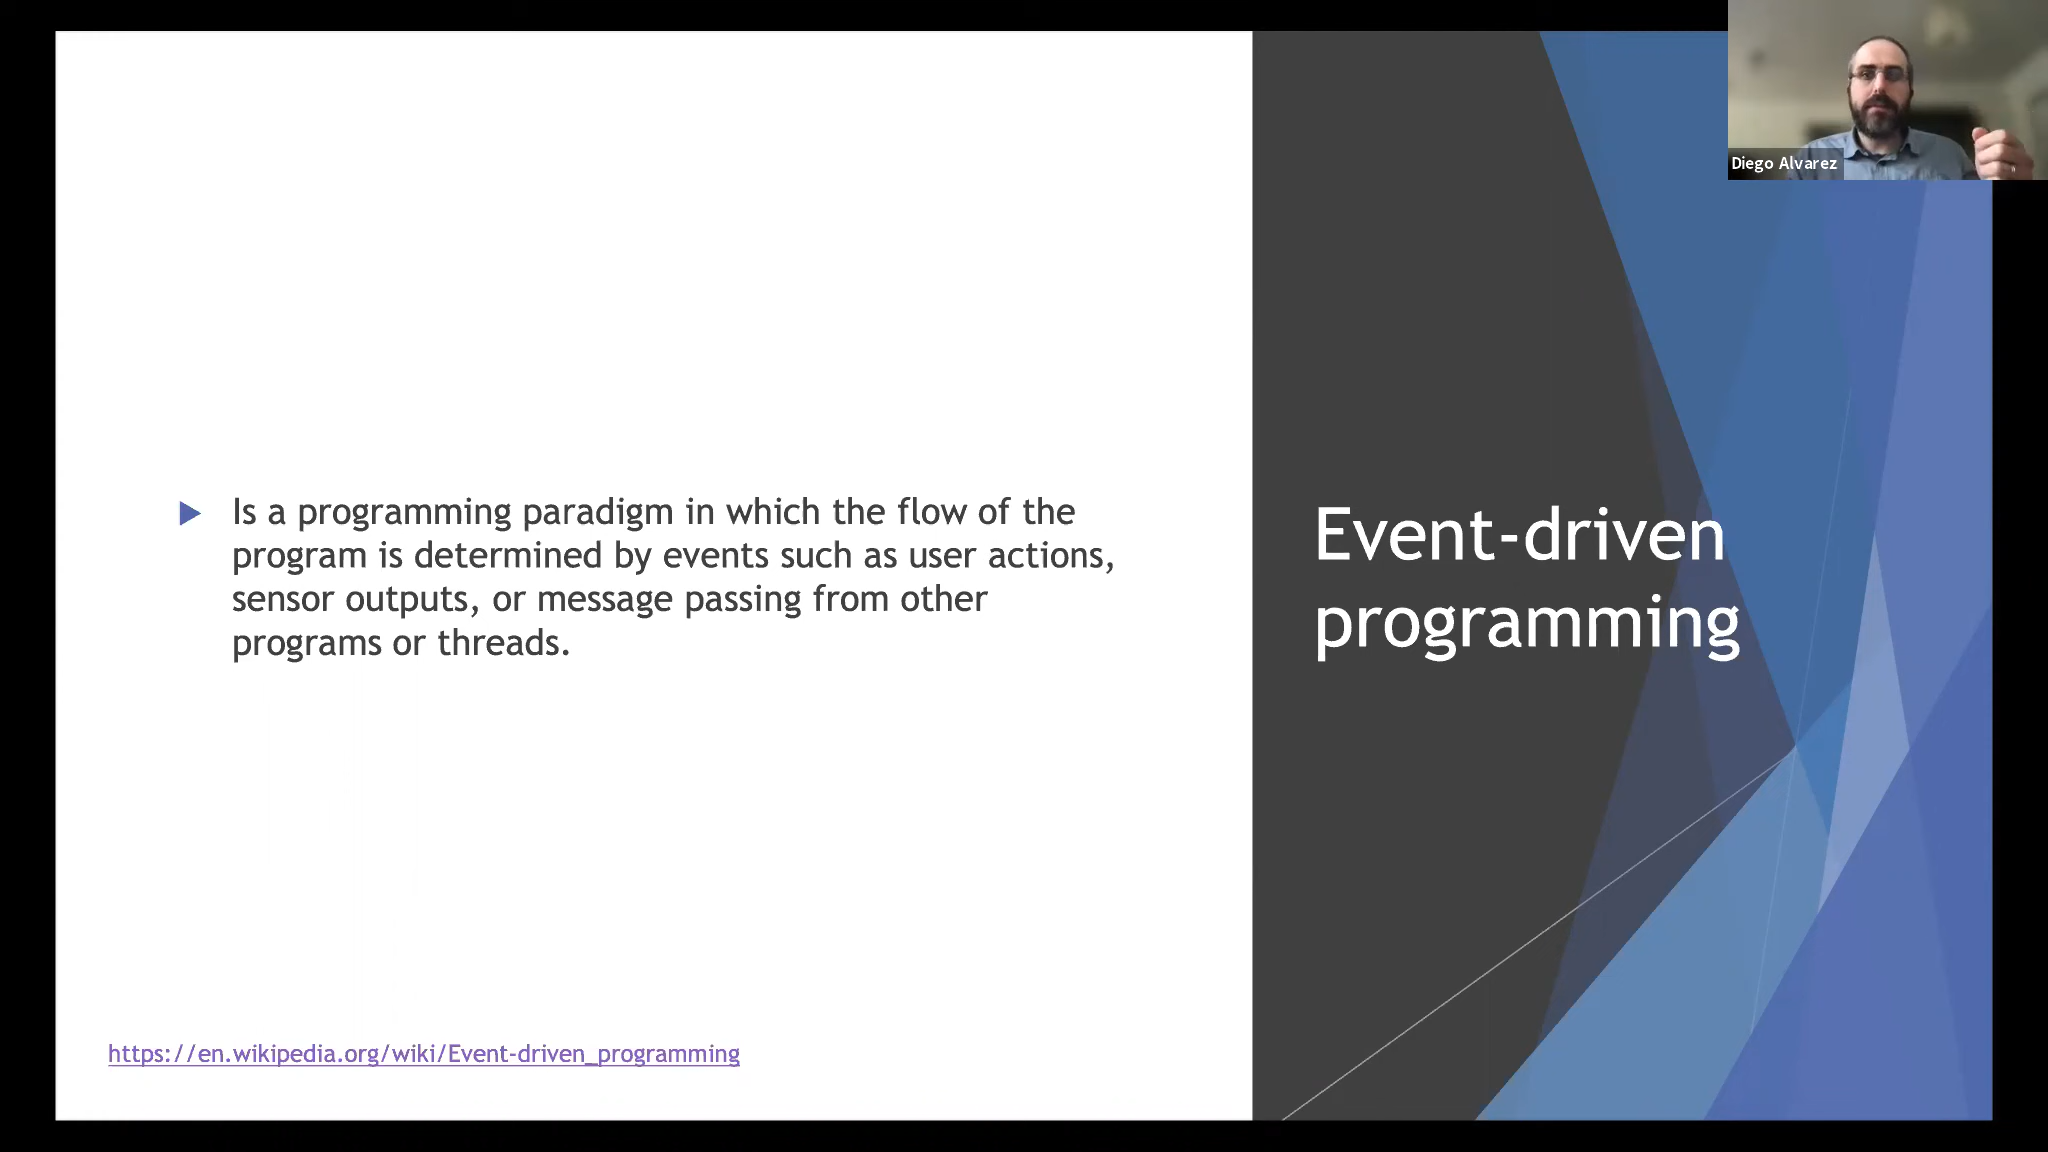 Diego Alvarez
Is a programming paradigm in which the flow of the
program is determined by events such as user actions,
sensor outputs, or message passing from other
programs or threads.
Event-driven
programming
https://en.wikipedia.org/wiki/Event-driven_programming